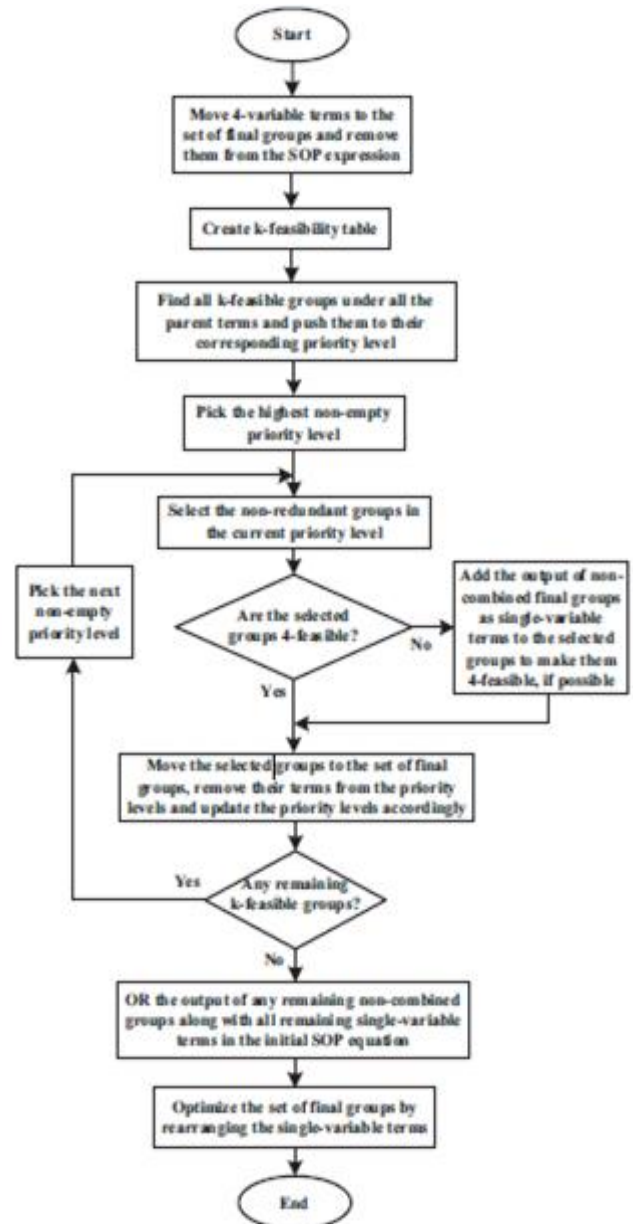 Start
Move 4-variable terms to the
set of final groups and remove
them from the SOP expression
Create k-feasibility table
Find all k-feasible groups under all the
parent terms and push them to their
corresponding priority level
Pick the highest non-empty
priority level
Select the non-redundant groups in
the current priority level
Pick the next
non-empty
priority level
Are the selected
groups 4-feasible?
No
Add the output of non-
combined final groups
as single-variable
terms to the selected
groups to make them
4-feasible, if possible
Yes
Move the selected groups to the set of final
groups, remove their terms from the priority
levels and update the priority levels accordingly
Yes
Any remaining
k-feasible groups?
No
OR the output of any remaining non-combined
groups along with all remaining single-variable
terms in the initial SOP equation
Optimize the set of final groups by
rearranging the single-variable terms
End